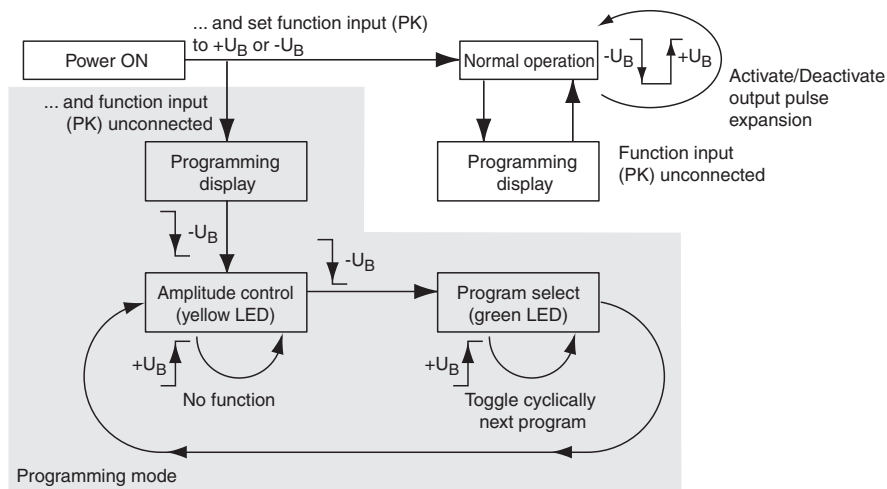 ... and set function input (PK)
to +UB or -UB
Power ON
Normal operation
-UB
+UB
Activate/Deactivate
output pulse
expansion
... and function input
(PK) unconnected
Programming
display
Programming
display
Function input
(PK) unconnected
-UB
-UB
Amplitude control
(yellow LED)
Program select
(green LED)
+UB
+UB
No function
Toggle cyclically
next program
Programming mode